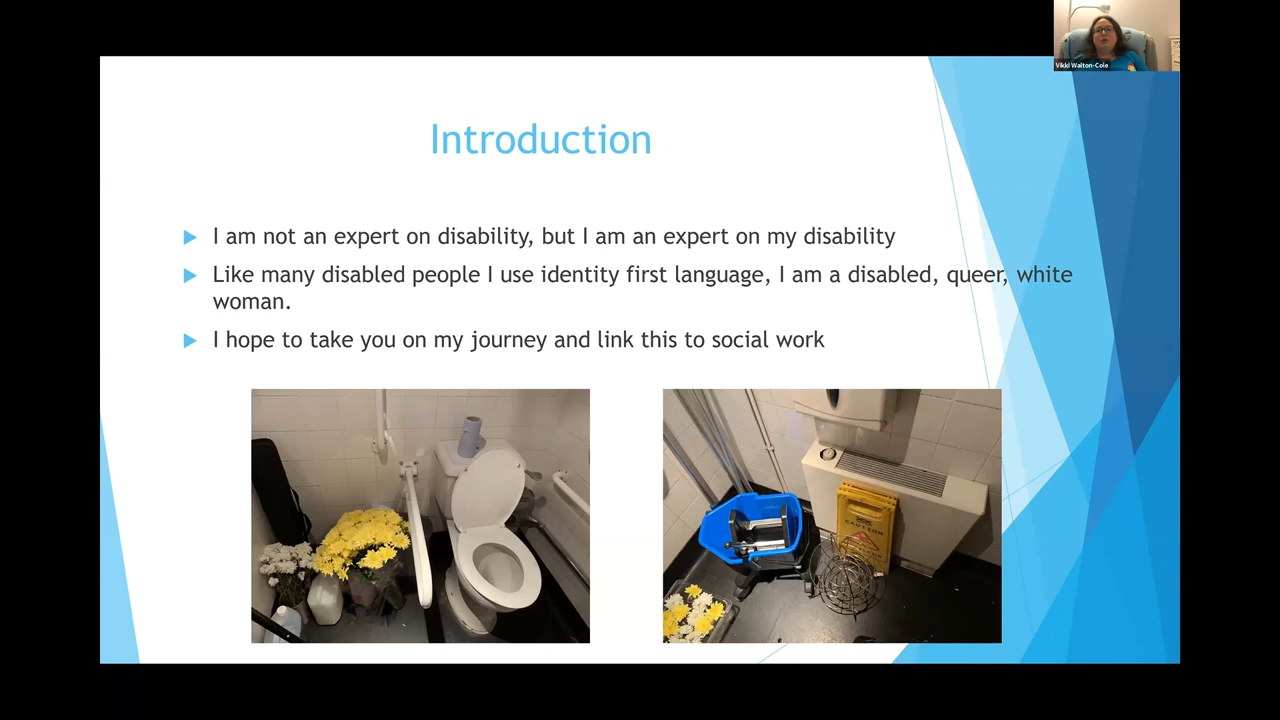 Vikki Walton-Cole
Introduction
I am not an expert on disability, but I am an expert on my disability
Like many disabled people I use identity first language, I am a disabled, queer, white
woman.
I hope to take you on my journey and link this to social work
CAUTION